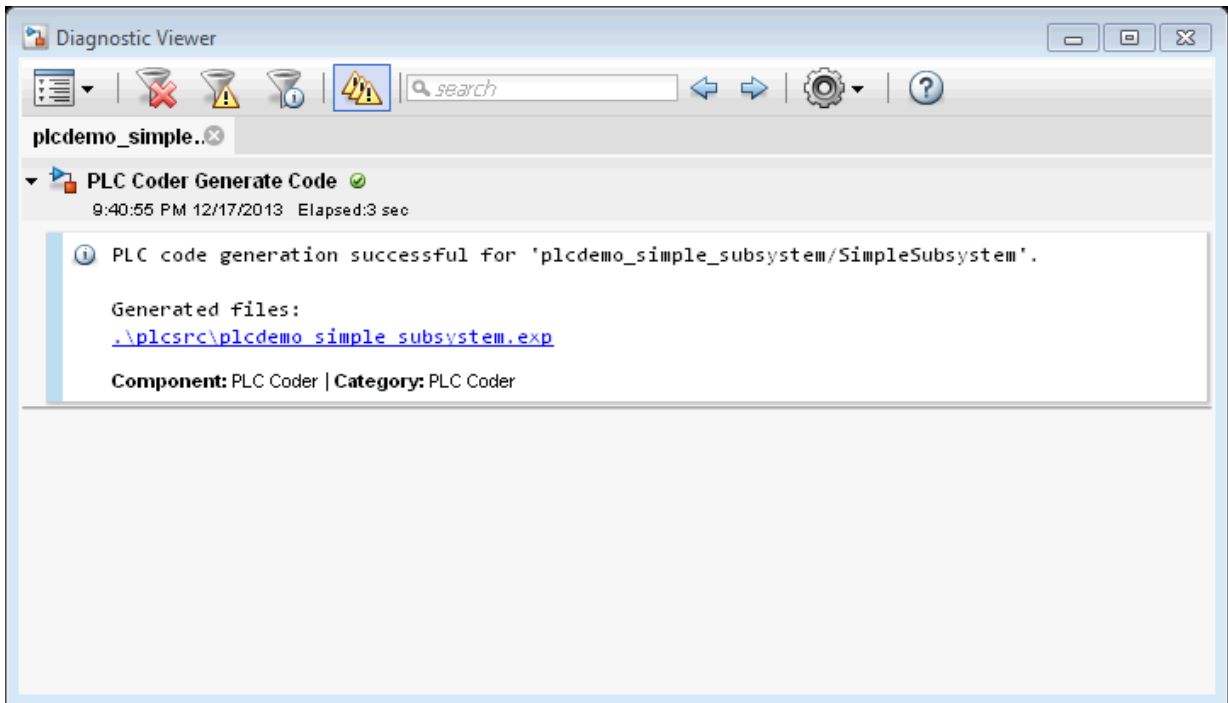 Diagnostic Viewer
search
plcdemo_simple..
PLC Coder Generate Code
9:40:55 PM 12/17/2013 Elapsed:3 sec
PLC code generation successful for 'plcdemo_simple_subsystem/SimpleSubsystem'.
Generated files:
.\plcsrc\plcdemo_simple_subsystem.exp
Component: PLC Coder | Category: PLC Coder